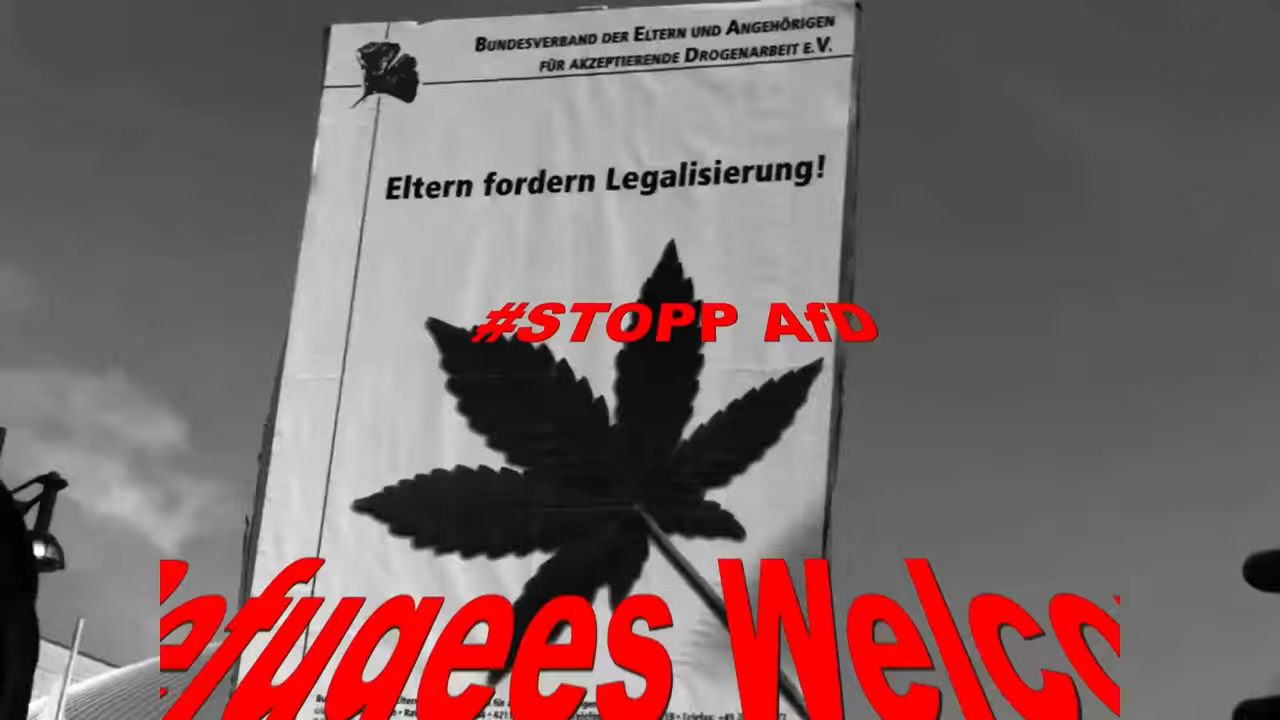 BUNDESVERBAND DER ELTERN UND ANGEHÖRIGEN
FÜR AKZEPTIERENDE DROGENARBEIT E.V.
Eltern fordern Legalisierung!
#STOPP AfD
efugees Welco